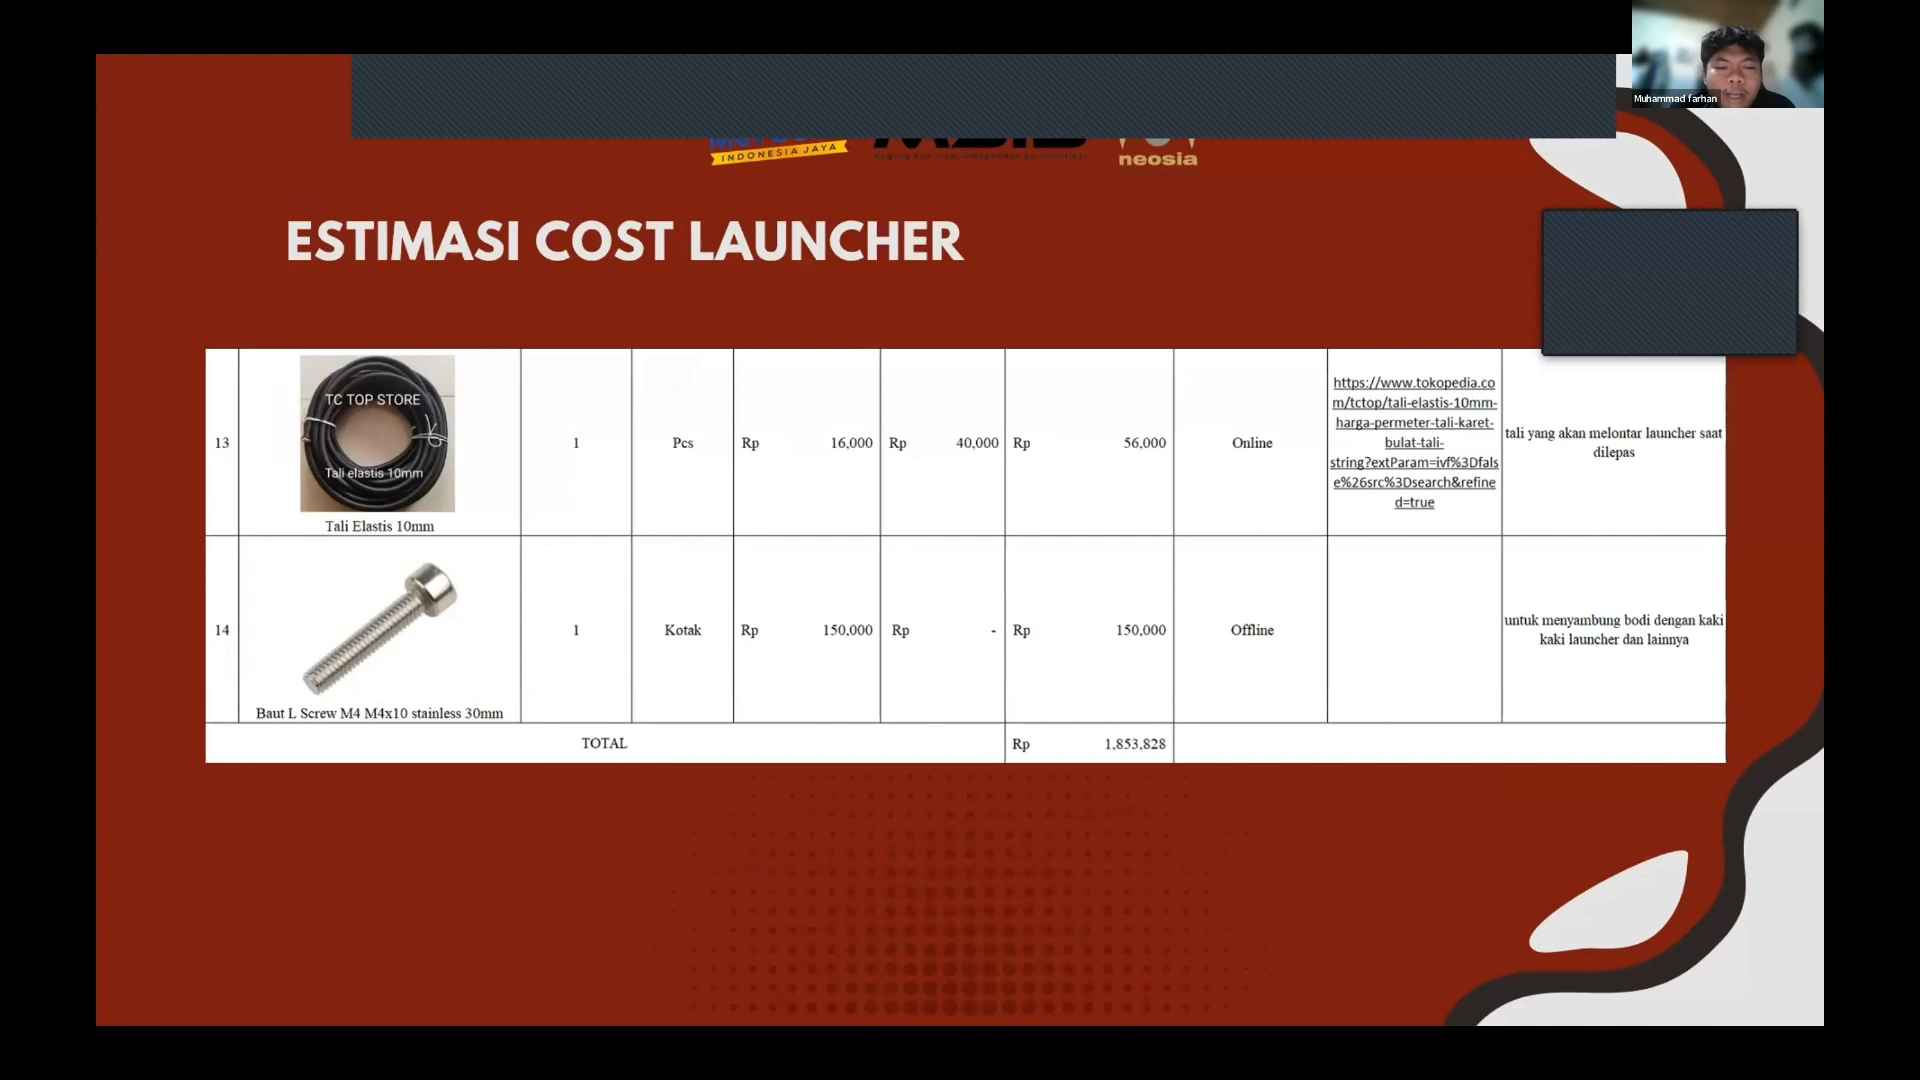 Muhammad farhan
INDONESIA JAYA
neosia
ESTIMASI COST LAUNCHER
13
TC TOP STORE
Tali elastis 10mm
Tali Elastis 10mm
1
Pcs
Rp 16,000
Rp 40,000
Rp 56,000
Online
https://www.tokopedia.co
m/tctop/tali-elastis-10mm-
harga-permeter-tali-karet-
bulat-tali-
string?extParam=ivf%3Dfals
e%26src%3Dsearch&refine
d=true
tali yang akan melontar launcher saat
dilepas
14
Baut L Screw M4 M4x10 stainless 30mm
1
Kotak
Rp 150,000
Rp -
Rp 150,000
Offline
untuk menyambung bodi dengan kaki
kaki launcher dan lainnya
TOTAL
Rp 1,853,828